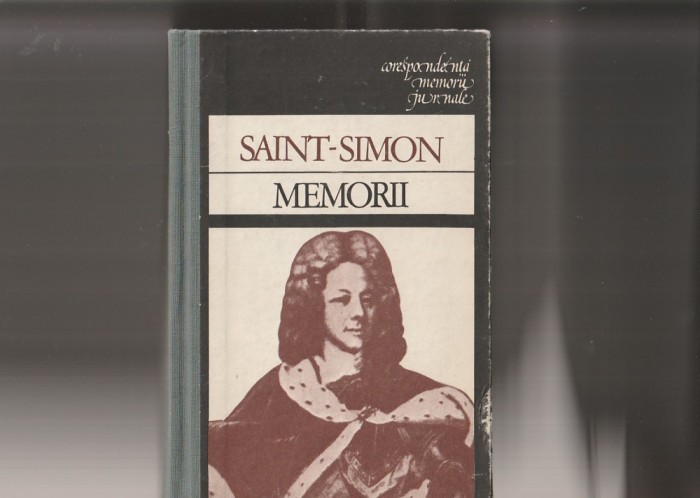 corespondență
memorii
jurnale
SAINT-SIMON
MEMORII